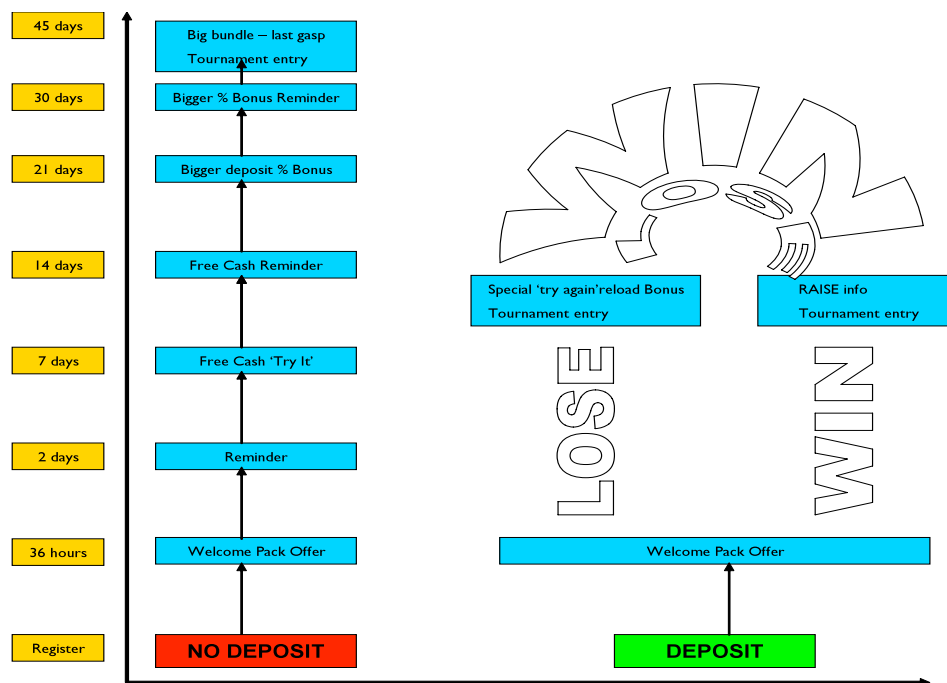 45 days
Big bundle – last gasp
Tournament entry
30 days
Bigger % Bonus Reminder
21 days
Bigger deposit % Bonus
14 days
Free Cash Reminder
Special ‘try again’reload Bonus
Tournament entry
RAISE info
Tournament entry
7 days
Free Cash ‘Try It’
LOSE
WIN
2 days
Reminder
36 hours
Welcome Pack Offer
Welcome Pack Offer
Register
NO DEPOSIT
DEPOSIT